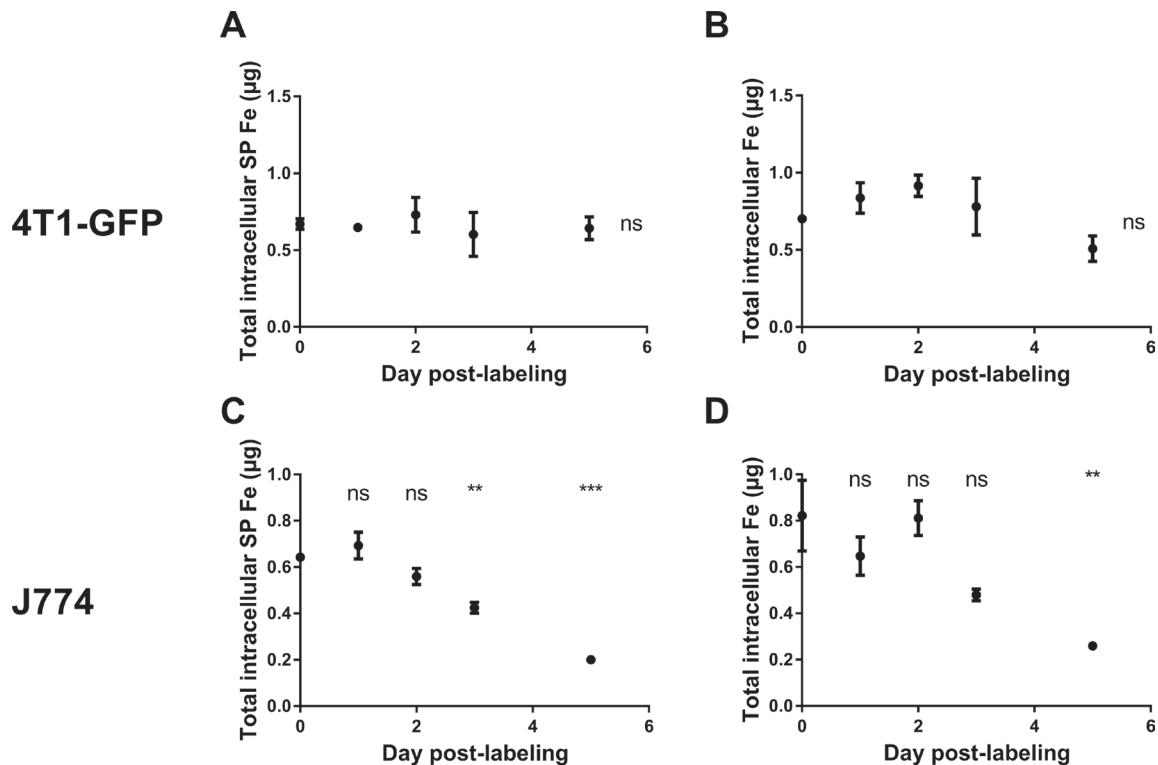 A
B
4T1-GFP
Total intracellular SP Fe (µg)
1.5
1.0
0.5
0.0
ns
0 2 4 6
Day post-labeling
Total intracellular Fe (µg)
1.5
1.0
0.5
0.0
ns
0 2 4 6
Day post-labeling
C
D
J774
Total intracellular SP Fe (µg)
1.0
0.8
0.6
0.4
0.2
0.0
ns ns ** ***
0 2 4 6
Day post-labeling
Total intracellular Fe (µg)
1.0
0.8
0.6
0.4
0.2
0.0
ns ns ns **
0 2 4 6
Day post-labeling